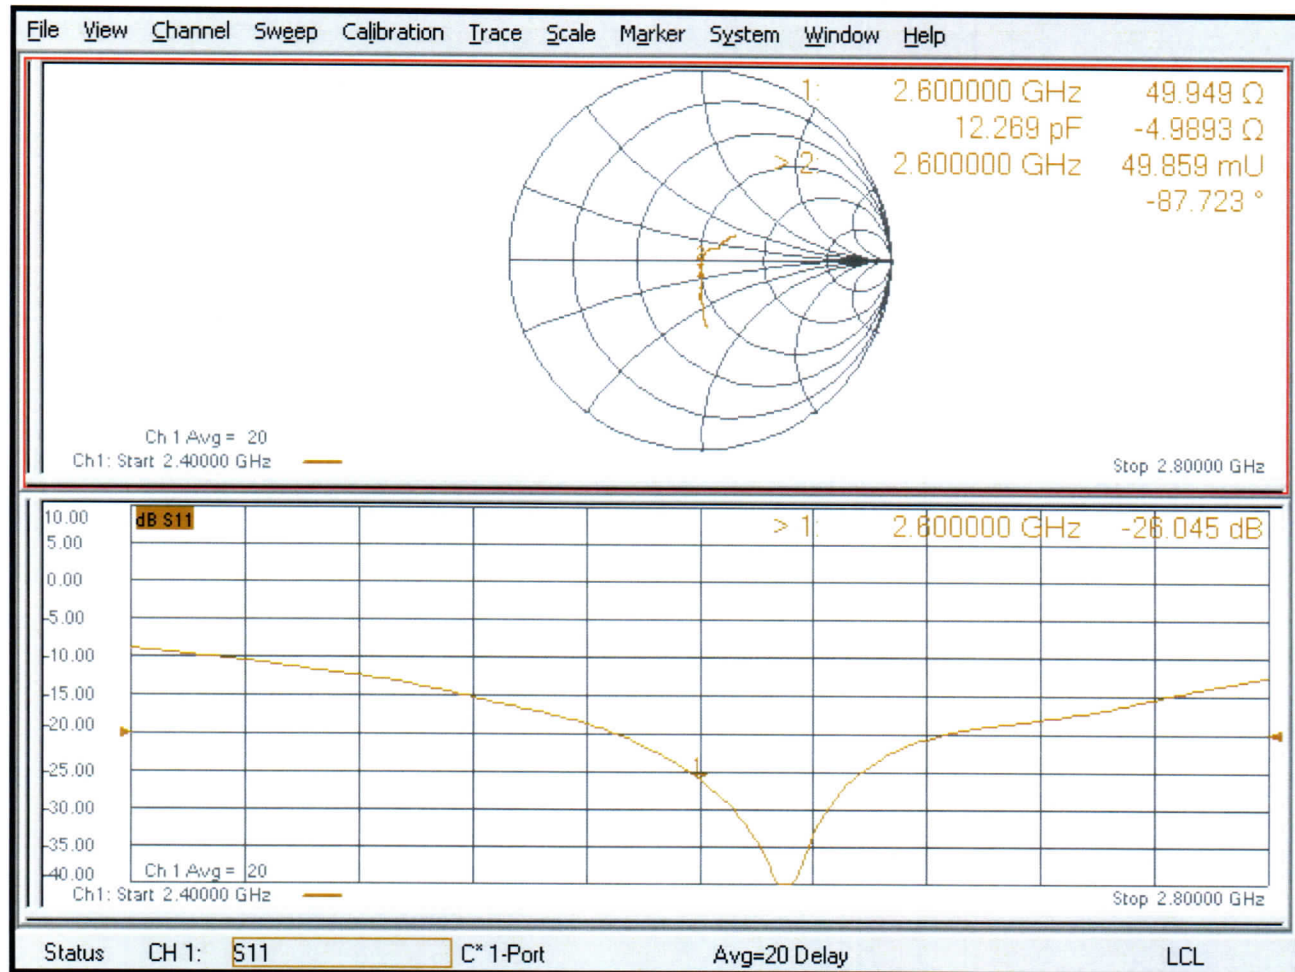 File View Channel Sweep Calibration Trace Scale Marker System Window Help
1: 2.600000 GHz 49.949 Ω
12.269 pF -4.9893 Ω
> 2: 2.600000 GHz 49.859 mU
-87.723 °
Ch 1 Avg = 20
Ch1: Start 2.40000 GHz
Stop 2.80000 GHz
10.00
dB S11
> 1: 2.600000 GHz -26.045 dB
5.00
0.00
-5.00
-10.00
-15.00
-20.00
-25.00
1
-30.00
-35.00
-40.00
Ch 1 Avg = 20
Ch1: Start 2.40000 GHz
Stop 2.80000 GHz
Status CH 1: S11 C* 1-Port Avg=20 Delay LCL